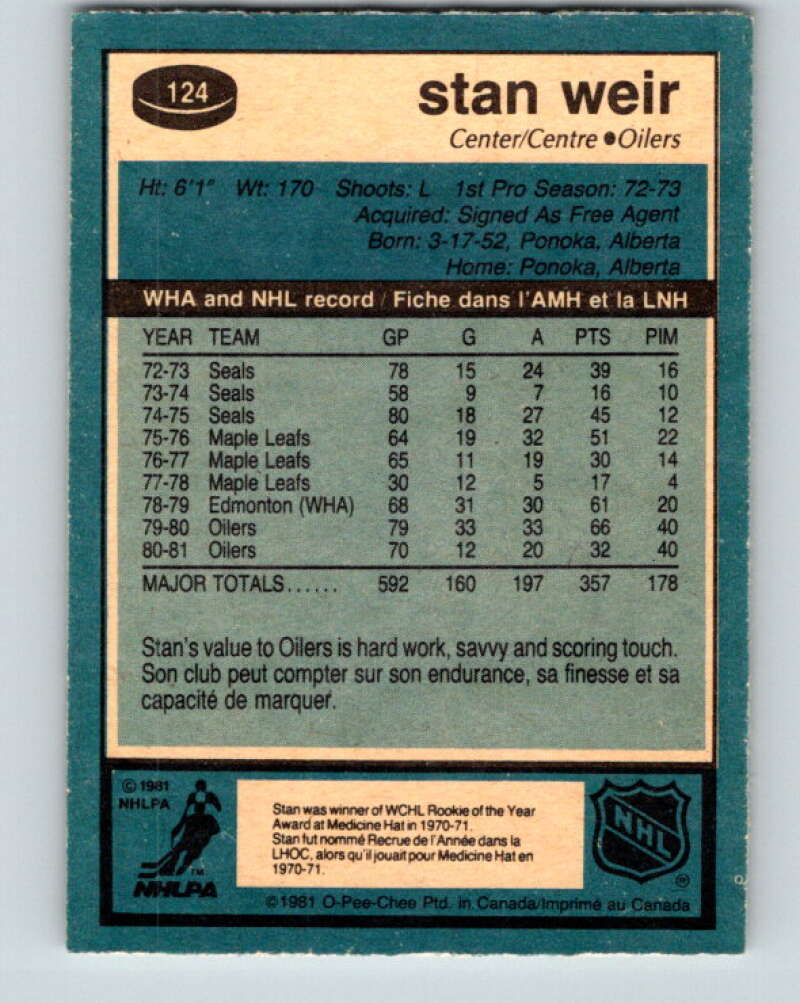 124
stan weir
Center/Centre ● Oilers
Ht: 6'1" Wt: 170 Shoots: L 1st Pro Season: 72-73
Acquired: Signed As Free Agent
Born: 3-17-52, Ponoka, Alberta
Home: Ponoka, Alberta
WHA and NHL record / Fiche dans l'AMH et la LNH
YEAR TEAM GP G A PTS PIM
72-73 Seals 78 15 24 39 16
73-74 Seals 58 9 7 16 10
74-75 Seals 80 18 27 45 12
75-76 Maple Leafs 64 19 32 51 22
76-77 Maple Leafs 65 11 19 30 14
77-78 Maple Leafs 30 12 5 17 4
78-79 Edmonton (WHA) 68 31 30 61 20
79-80 Oilers 79 33 33 66 40
80-81 Oilers 70 12 20 32 40
MAJOR TOTALS...... 592 160 197 357 178
Stan's value to Oilers is hard work, savvy and scoring touch.
Son club peut compter sur son endurance, sa finesse et sa
capacité de marquer.
© 1981
NHLPA
TM
NHLPA
Stan was winner of WCHL Rookie of the Year
Award at Medicine Hat in 1970-71.
Stan fut nommé Recrue de l'Année dans la
LHOC, alors qu'il jouait pour Medicine Hat en
1970-71.
NHL
®
© 1981 O-Pee-Chee Ptd. in Canada/Imprimé au Canada